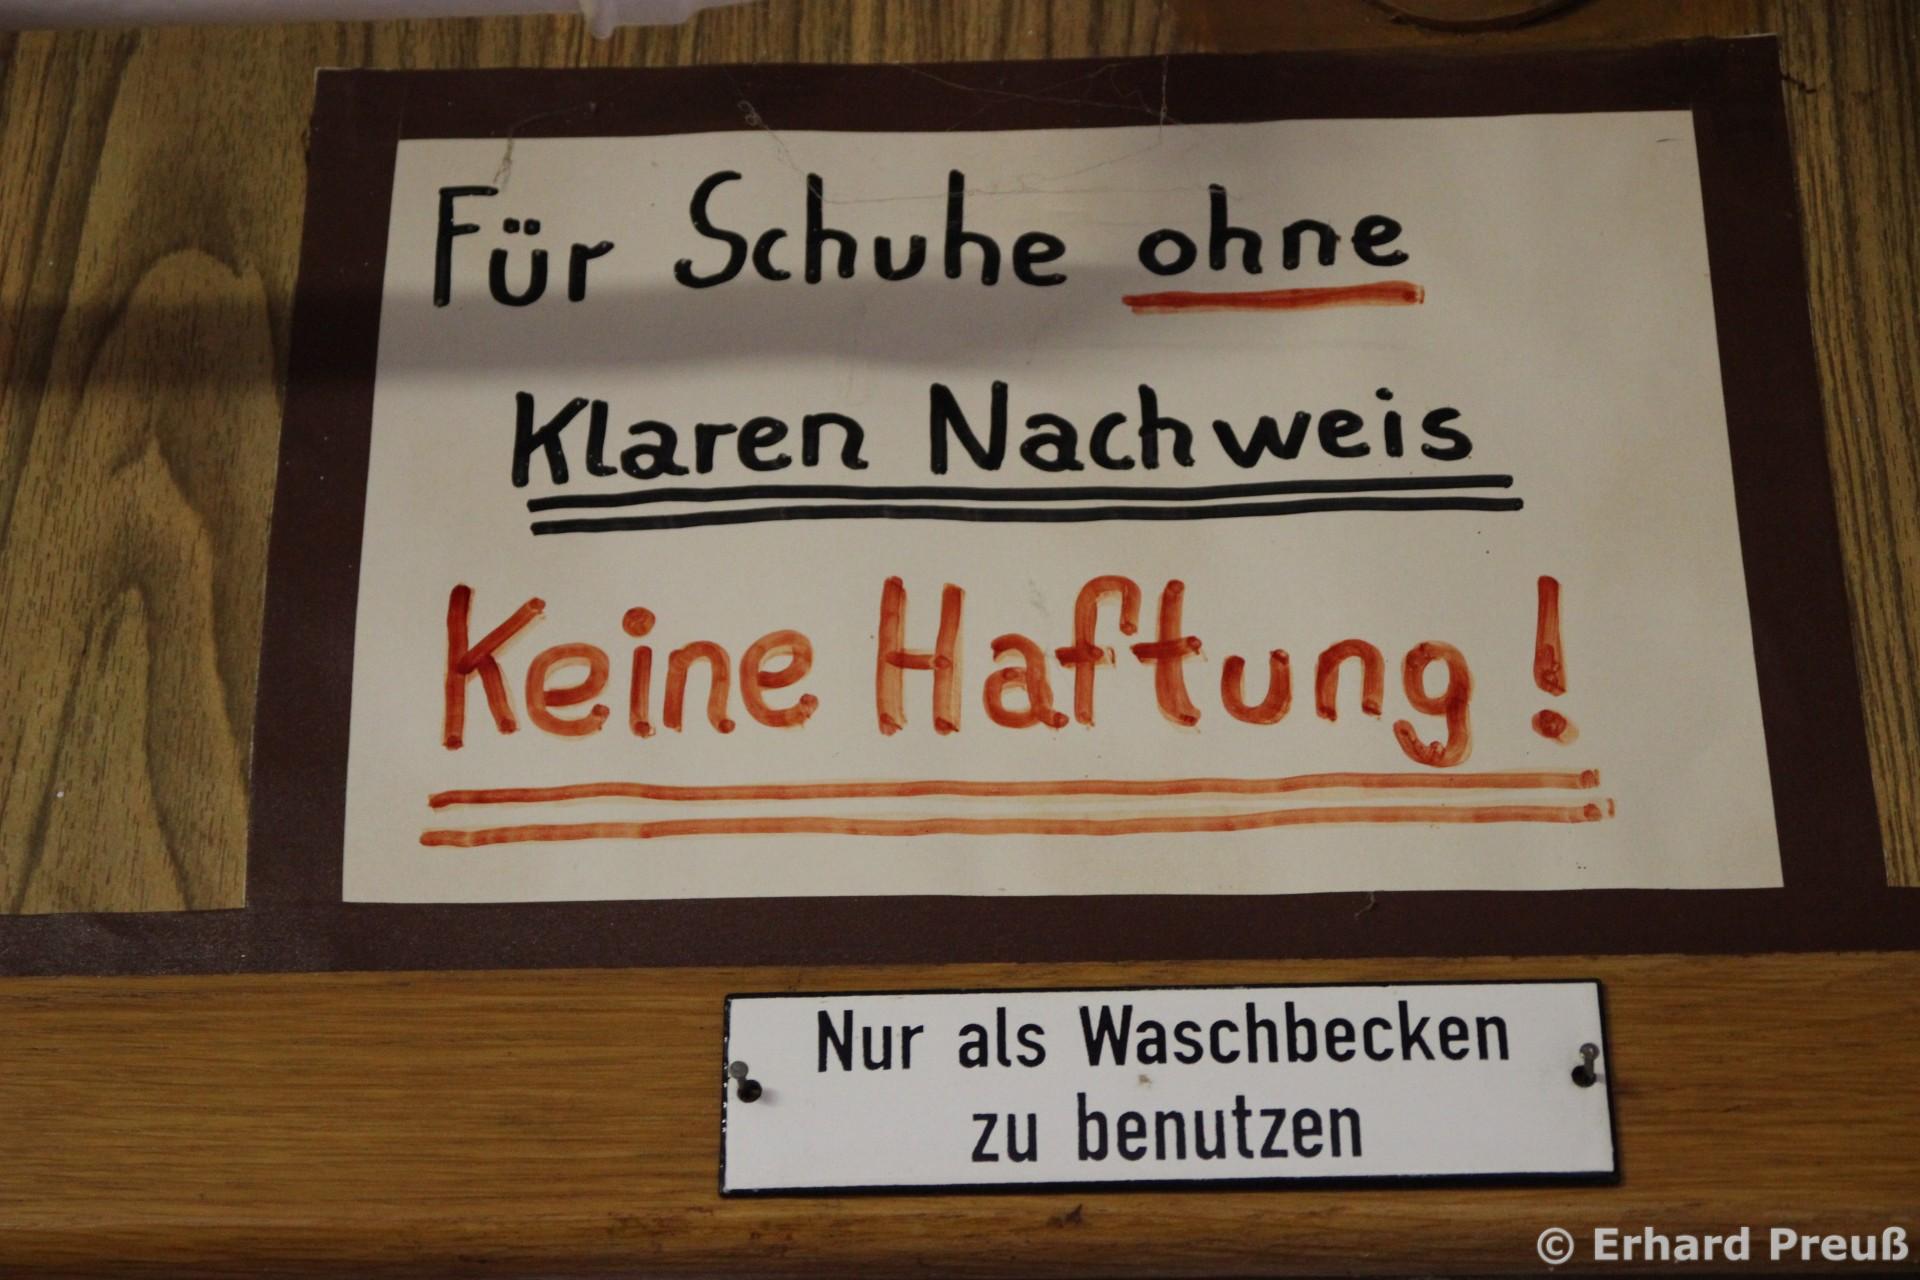 Für Schuhe ohne
Klaren Nachweis
Keine Haftung!
Nur als Waschbecken
zu benutzen
© Erhard Preuß